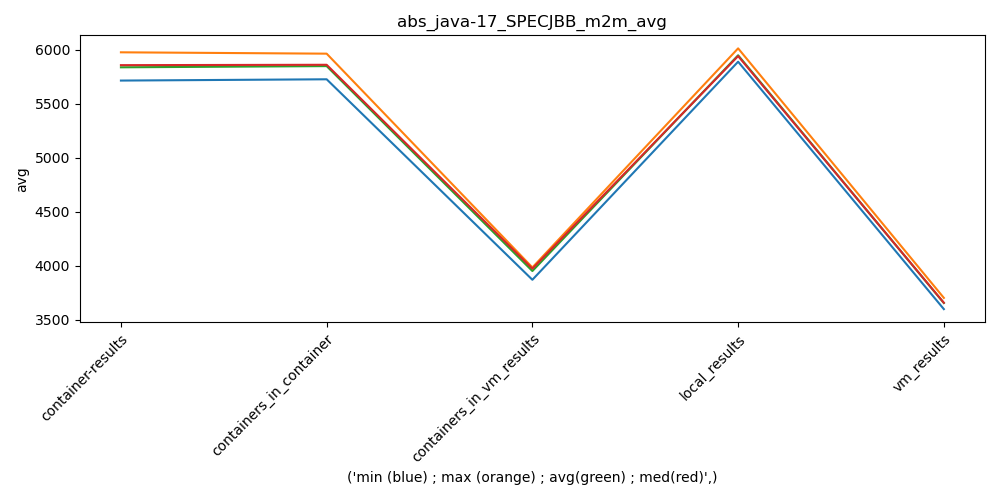 abs_java-17_SPECJBB_m2m_avg
avg
6000
5500
5000
4500
4000
3500
container-results
containers_in_container
containers_in_vm_results
local_results
vm_results
('min (blue) ; max (orange) ; avg(green) ; med(red)',)